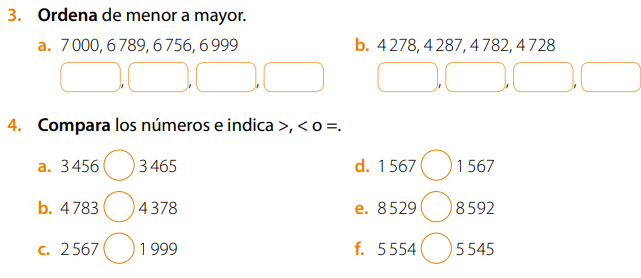 3. Ordena de menor a mayor.
a. 7 000, 6 789, 6 756, 6 999
b. 4 278, 4 287, 4 782, 4 728
, , ,
, , ,
4. Compara los números e indica >, < o =.
a. 3 456 3 465
d. 1 567 1 567
b. 4 783 4 378
e. 8 529 8 592
c. 2 567 1 999
f. 5 554 5 545